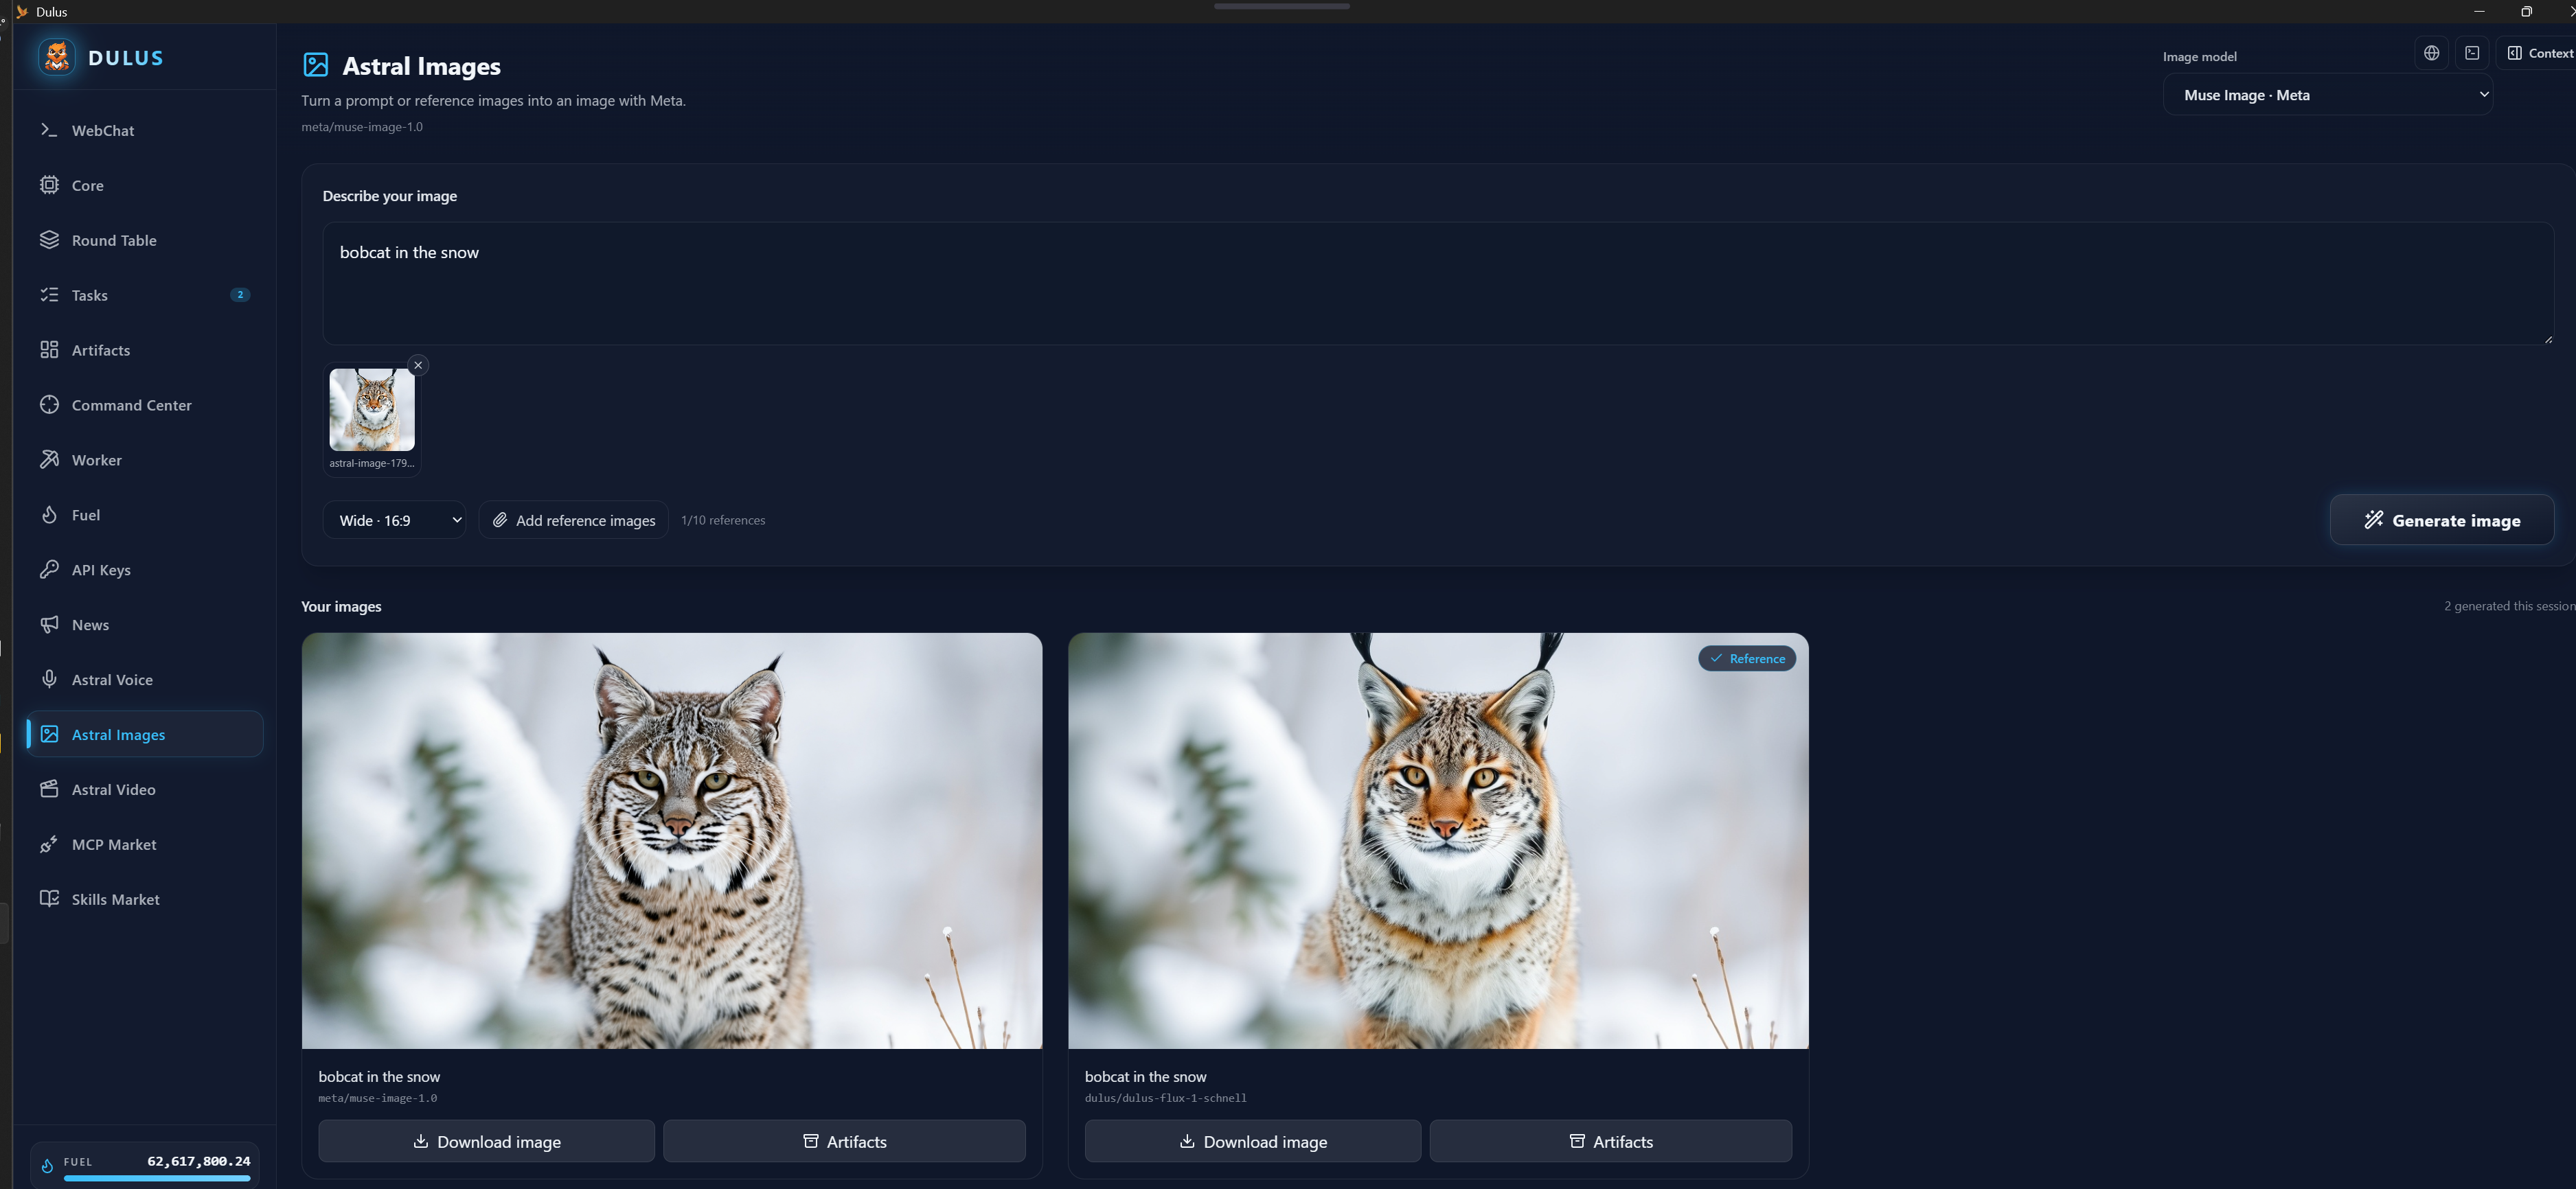 Dulus
DULUS
WebChat
Core
Round Table
Tasks 2
Artifacts
Command Center
Worker
Fuel
API Keys
News
Astral Voice
Astral Images
Astral Video
MCP Market
Skills Market
FUEL 62,617,800.24
Astral Images
Turn a prompt or reference images into an image with Meta.
meta/muse-image-1.0
Image model
Muse Image · Meta
Context
Describe your image
bobcat in the snow
astral-image-179...
Wide · 16:9
Add reference images
1/10 references
Generate image
Your images
2 generated this session
Reference
bobcat in the snow
meta/muse-image-1.0
Download image
Artifacts
bobcat in the snow
dulus/dulus-flux-1-schnell
Download image
Artifacts